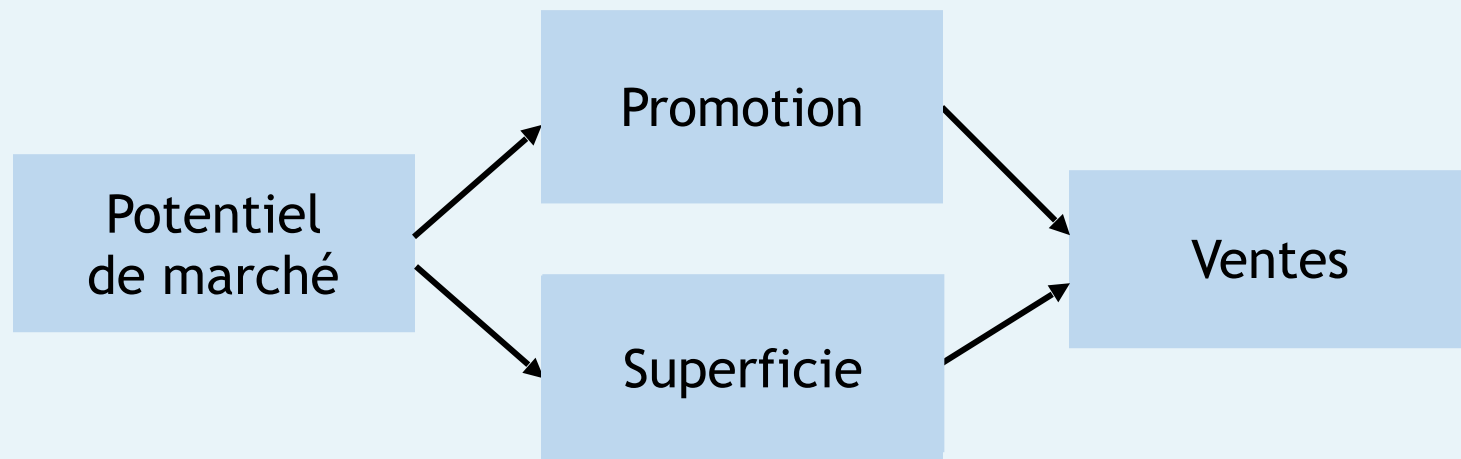 Promotion
Potentiel
de marché
Ventes
Superficie